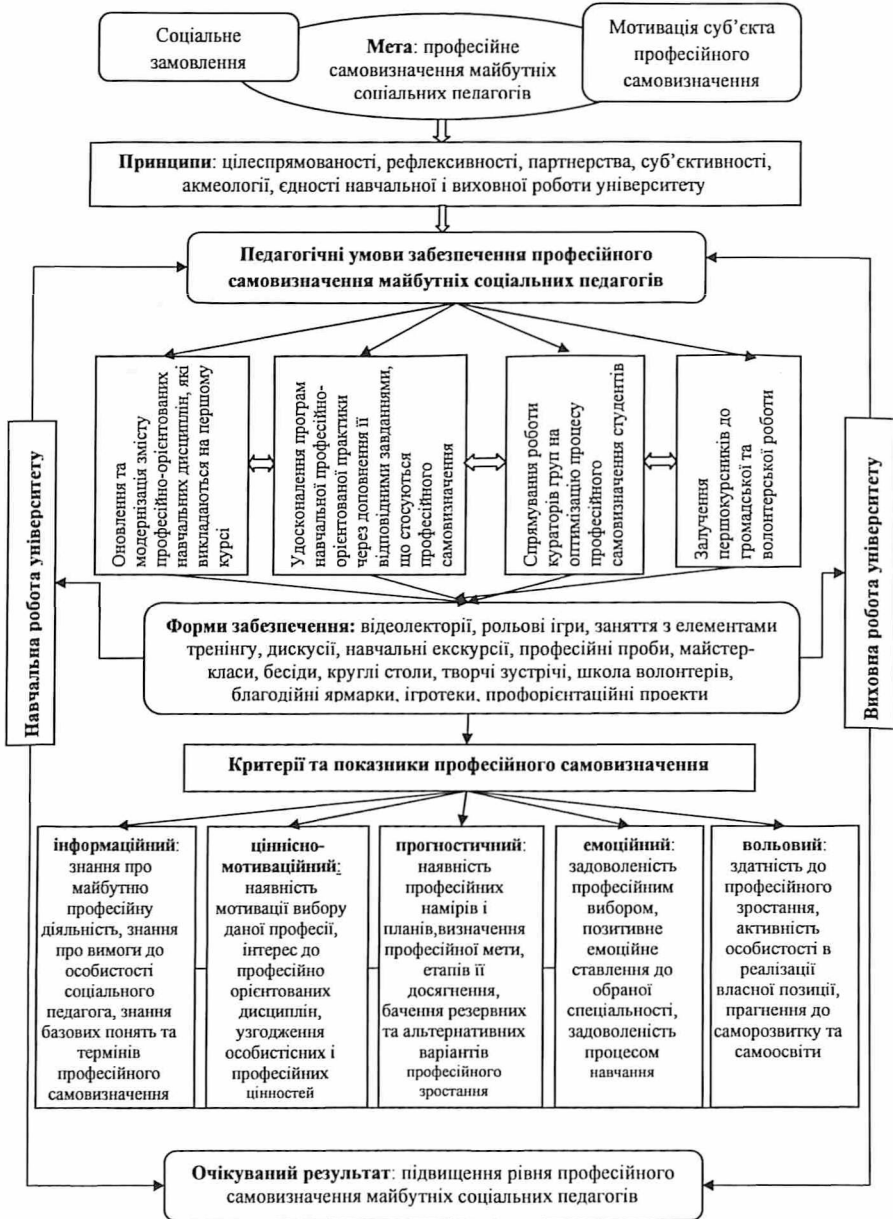 Соціальне
замовлення
Мета: професійне
самовизначення майбутніх
соціальних педагогів
Мотивація суб’єкта
професійного
самовизначення
Принципи: цілеспрямованості, рефлексивності, партнерства, суб’єктивності,
акмеології, єдності навчальної і виховної роботи університету
Педагогічні умови забезпечення професійного
самовизначення майбутніх соціальних педагогів
Навчальна робота університету
Оновлення та
модернізація змісту
професійно-орієнтованих
навчальних дисциплін, які
викладаються на першому
курсі
Удосконалення програм
навчальної професійно-
орієнтованої практики
через доповнення її
відповідними завданнями,
що стосуються
професійного
самовизначення
Спрямування роботи
кураторів груп на
оптимізацію процесу
професійного
самовизначення студентів
Залучення
першокурсників до
громадської та
волонтерської роботи
Виховна робота університету
Форми забезпечення: відеолекторії, рольові ігри, заняття з елементами
тренінгу, дискусії, навчальні екскурсії, професійні проби, майстер-
класи, бесіди, круглі столи, творчі зустрічі, школа волонтерів,
благодійні ярмарки, ігротеки, профорієнтаційні проекти
Критерії та показники професійного самовизначення
інформаційний:
знання про
майбутню
професійну
діяльність, знання
про вимоги до
особистості
соціального
педагога, знання
базових понять та
термінів
професійного
самовизначення
ціннісно-
мотиваційний:
наявність
мотивації вибору
даної професії,
інтерес до
професійно
орієнтованих
дисциплін,
узгодження
особистісних і
професійних
цінностей
прогностичний:
наявність
професійних
намірів і
планів,визначення
професійної мети,
етапів її
досягнення,
бачення резервних
та альтернативних
варіантів
професійного
зростання
емоційний:
задоволеність
професійним
вибором,
позитивне
емоційне
ставлення до
обраної
спеціальності,
задоволеність
процесом
навчання
вольовий:
здатність до
професійного
зростання,
активність
особистості в
реалізації
власної позиції,
прагнення до
саморозвитку та
самоосвіти
Очікуваний результат: підвищення рівня професійного
самовизначення майбутніх соціальних педагогів